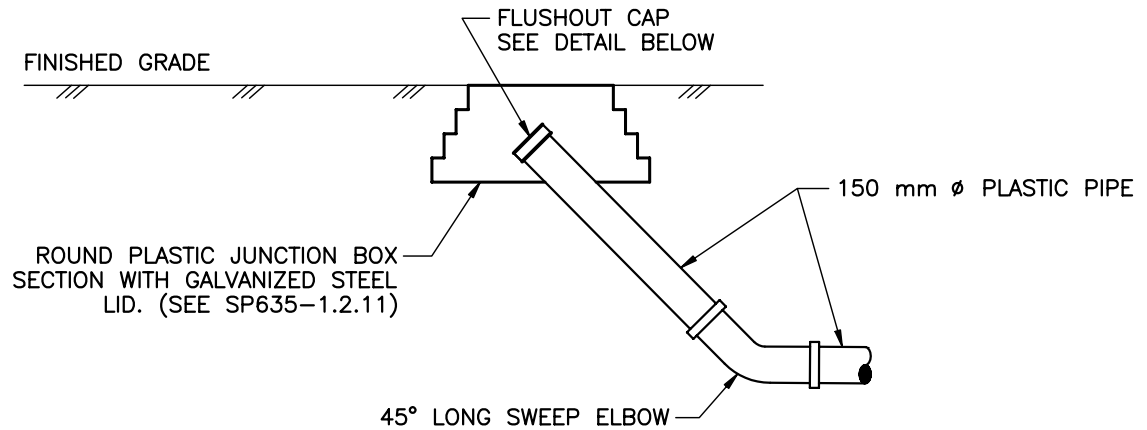 FLUSHOUT CAP
SEE DETAIL BELOW
FINISHED GRADE
150 mm ø PLASTIC PIPE
ROUND PLASTIC JUNCTION BOX
SECTION WITH GALVANIZED STEEL
LID. (SEE SP635-1.2.11)
45° LONG SWEEP ELBOW